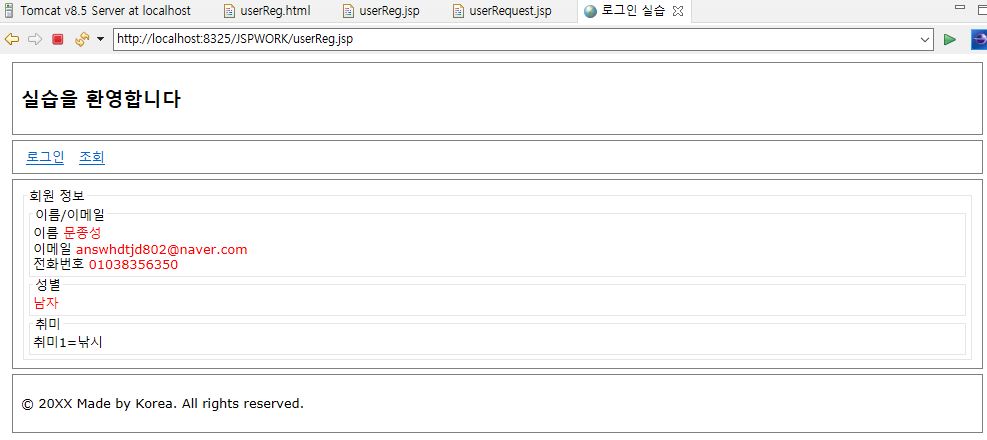 Tomcat v8.5 Server at localhost userReg.html userReg.jsp userRequest.jsp 로그인 실습
http://localhost:8325/JSPWORK/userReg.jsp
실습을 환영합니다
로그인 조회
회원 정보
이름/이메일
이름 문종성
이메일 answhdtjd802@naver.com
전화번호 01038356350
성별
남자
취미
취미1=낚시
© 20XX Made by Korea. All rights reserved.